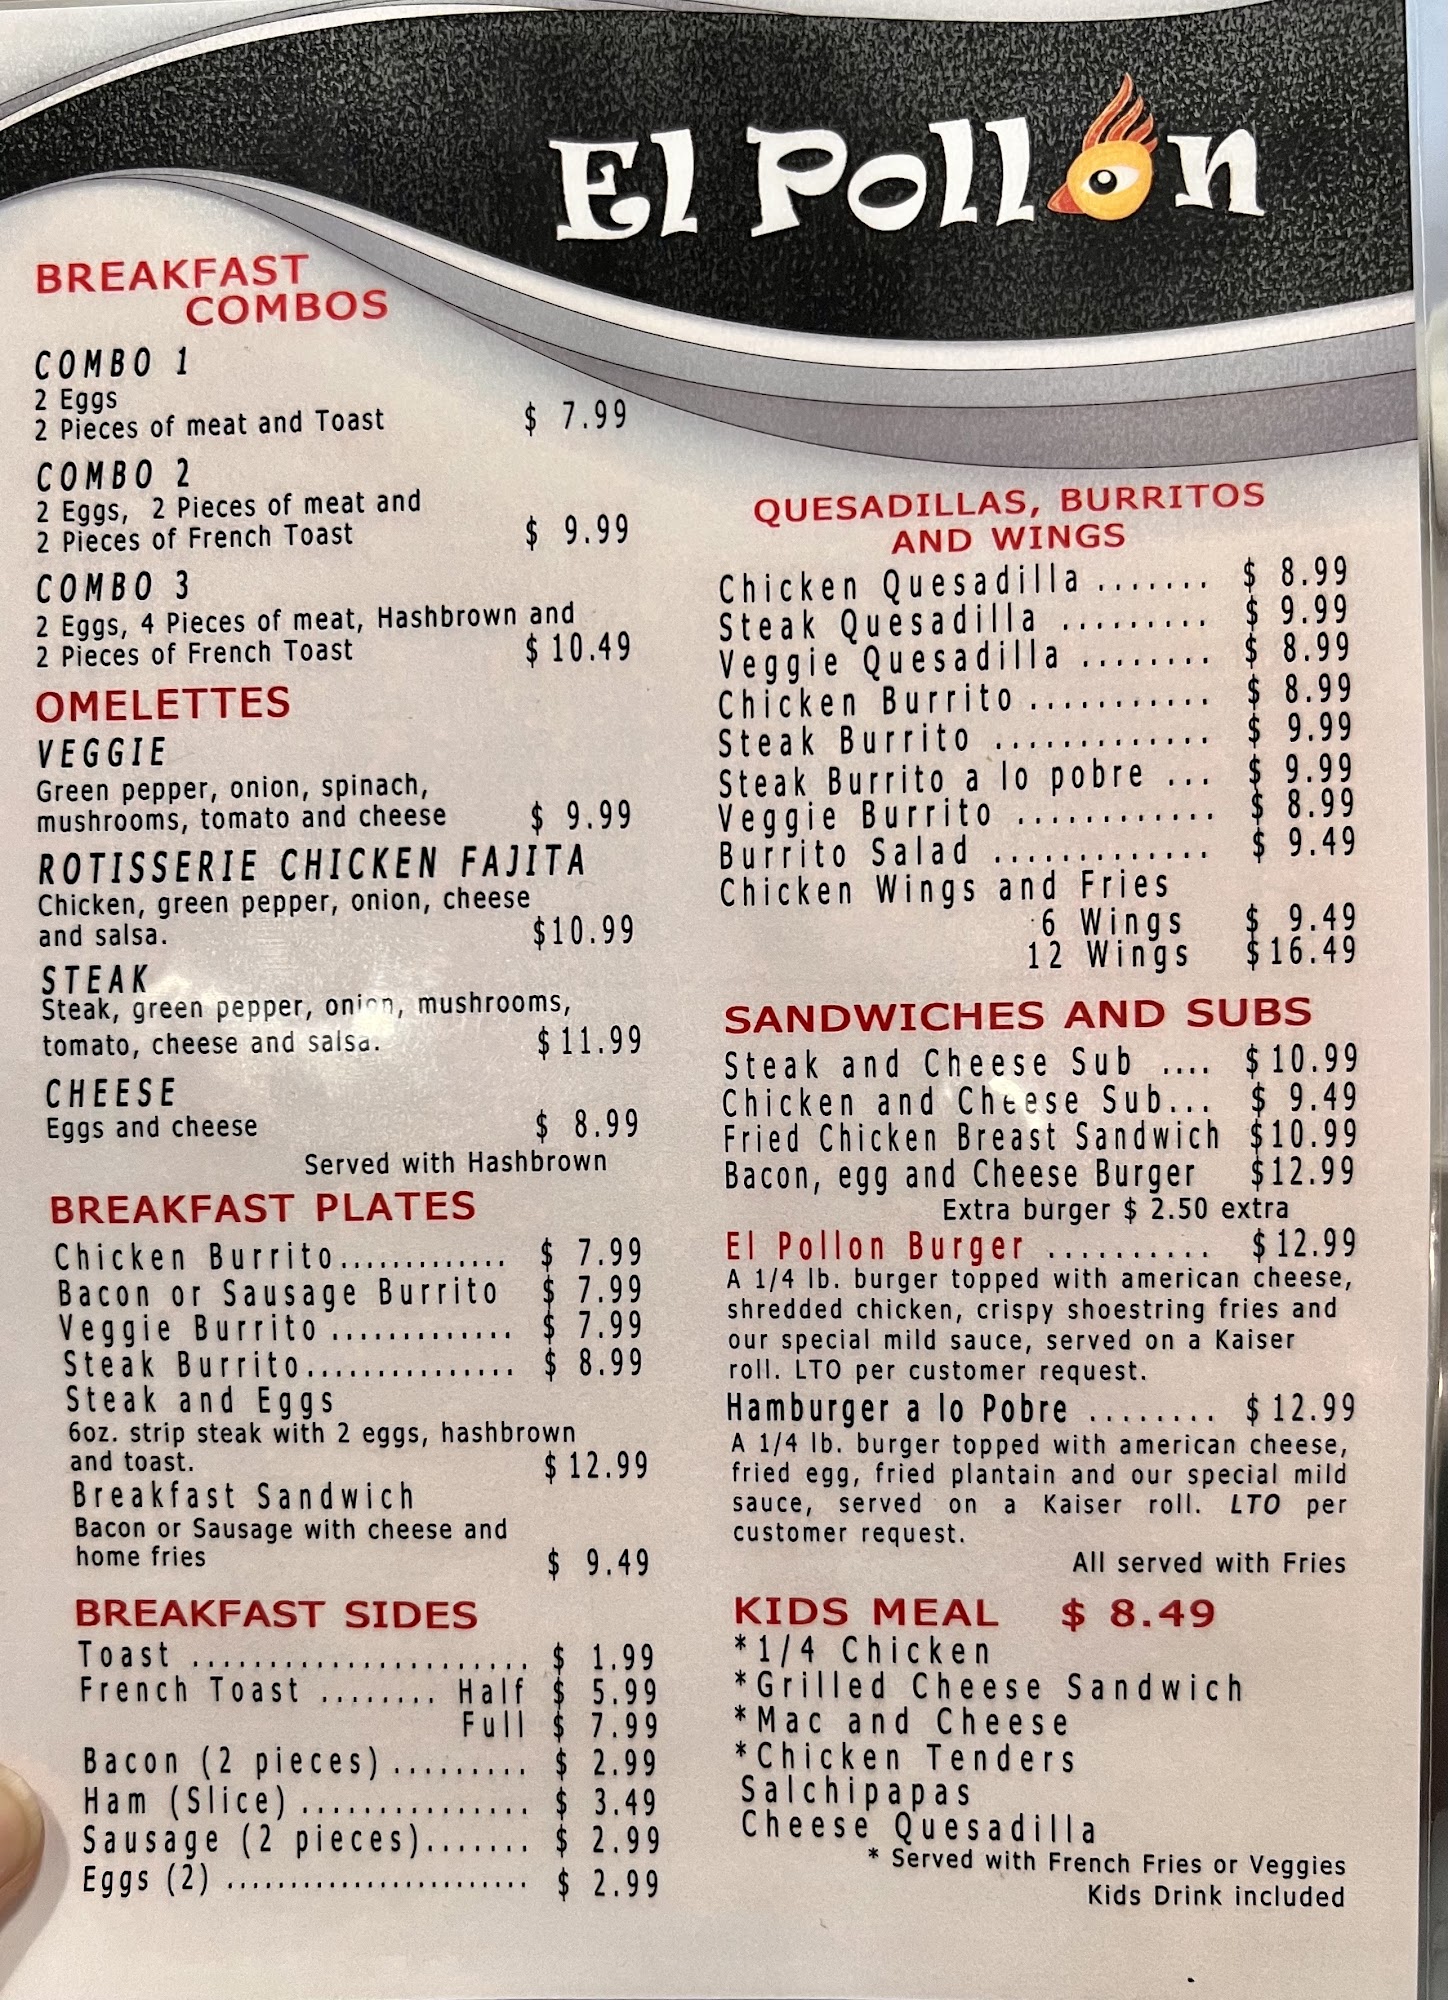 El Pollon
BREAKFAST
COMBOS
COMBO 1
2 Eggs
2 Pieces of meat and Toast $ 7.99
COMBO 2
2 Eggs, 2 Pieces of meat and
2 Pieces of French Toast $ 9.99
COMBO 3
2 Eggs, 4 Pieces of meat, Hashbrown and
2 Pieces of French Toast $ 10.49
OMELETTES
VEGGIE
Green pepper, onion, spinach,
mushrooms, tomato and cheese $ 9.99
ROTISSERIE CHICKEN FAJITA
Chicken, green pepper, onion, cheese
and salsa. $10.99
STEAK
Steak, green pepper, onion, mushrooms,
tomato, cheese and salsa. $11.99
CHEESE
Eggs and cheese $ 8.99
Served with Hashbrown
BREAKFAST PLATES
Chicken Burrito............. $ 7.99
Bacon or Sausage Burrito $ 7.99
Veggie Burrito ............. $ 7.99
Steak Burrito................ $ 8.99
Steak and Eggs
6oz. strip steak with 2 eggs, hashbrown
and toast. $ 12.99
Breakfast Sandwich
Bacon or Sausage with cheese and
home fries $ 9.49
BREAKFAST SIDES
Toast ...................... $ 1.99
French Toast ........ Half $ 5.99
Full $ 7.99
Bacon (2 pieces) ......... $ 2.99
Ham (Slice) ............... $ 3.49
Sausage (2 pieces)....... $ 2.99
Eggs (2) ........................ $ 2.99
QUESADILLAS, BURRITOS
AND WINGS
Chicken Quesadilla ....... $ 8.99
Steak Quesadilla ......... $ 9.99
Veggie Quesadilla ........ $ 8.99
Chicken Burrito ........... $ 8.99
Steak Burrito ............. $ 9.99
Steak Burrito a lo pobre ... $ 9.99
Veggie Burrito ............ $ 8.99
Burrito Salad ............. $ 9.49
Chicken Wings and Fries
6 Wings $ 9.49
12 Wings $16.49
SANDWICHES AND SUBS
Steak and Cheese Sub .... $ 10.99
Chicken and Cheese Sub... $ 9.49
Fried Chicken Breast Sandwich $10.99
Bacon, egg and Cheese Burger $12.99
Extra burger $ 2.50 extra
El Pollon Burger .......... $ 12.99
A 1/4 lb. burger topped with american cheese,
shredded chicken, crispy shoestring fries and
our special mild sauce, served on a Kaiser
roll. LTO per customer request.
Hamburger a lo Pobre ........ $ 12.99
A 1/4 lb. burger topped with american cheese,
fried egg, fried plantain and our special mild
sauce, served on a Kaiser roll. LTO per
customer request.
All served with Fries
KIDS MEAL $ 8.49
*1/4 Chicken
*Grilled Cheese Sandwich
*Mac and Cheese
*Chicken Tenders
Salchipapas
Cheese Quesadilla
* Served with French Fries or Veggies
Kids Drink included